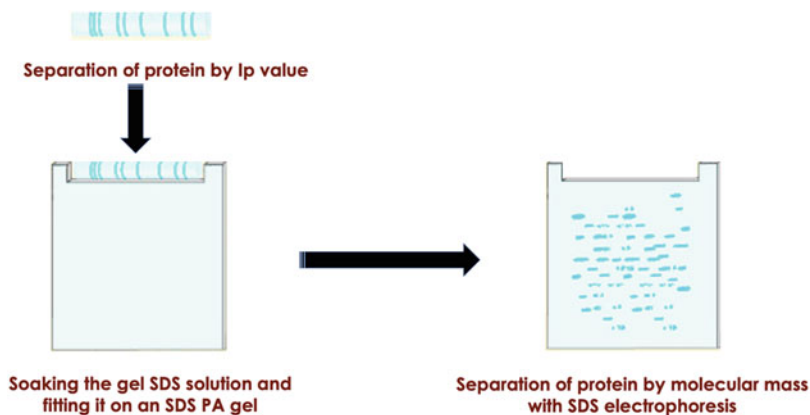 Separation of protein by Ip value
Soaking the gel SDS solution and
fitting it on an SDS PA gel
Separation of protein by molecular mass
with SDS electrophoresis